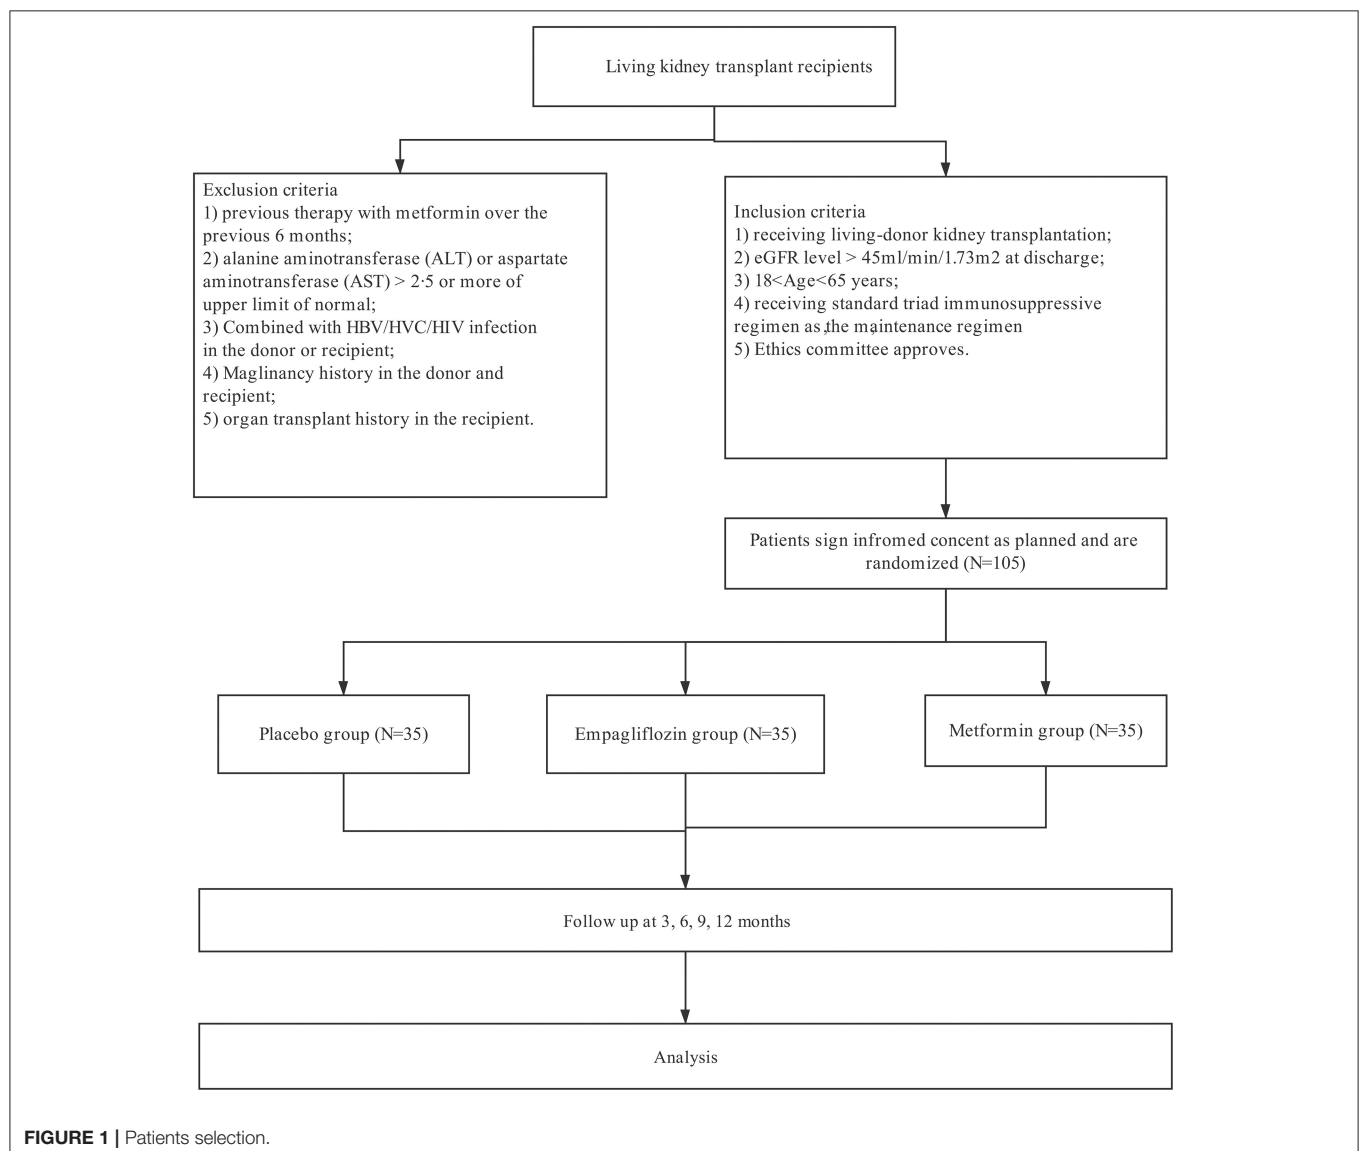 Living kidney transplant recipients
Exclusion criteria
1) previous therapy with metformin over the
previous 6 months;
2) alanine aminotransferase (ALT) or aspartate
aminotransferase (AST) > 2·5 or more of
upper limit of normal;
3) Combined with HBV/HVC/HIV infection
in the donor or recipient;
4) Maglinancy history in the donor and
recipient;
5) organ transplant history in the recipient.
Inclusion criteria
1) receiving living-donor kidney transplantation;
2) eGFR level > 45ml/min/1.73m2 at discharge;
3) 18<Age<65 years;
4) receiving standard triad immunosuppressive
regimen as,the maintenance regimen
5) Ethics committee approves.
Patients sign infromed concent as planned and are
randomized (N=105)
Placebo group (N=35)
Empagliflozin group (N=35)
Metformin group (N=35)
Follow up at 3, 6, 9, 12 months
Analysis
FIGURE 1 | Patients selection.